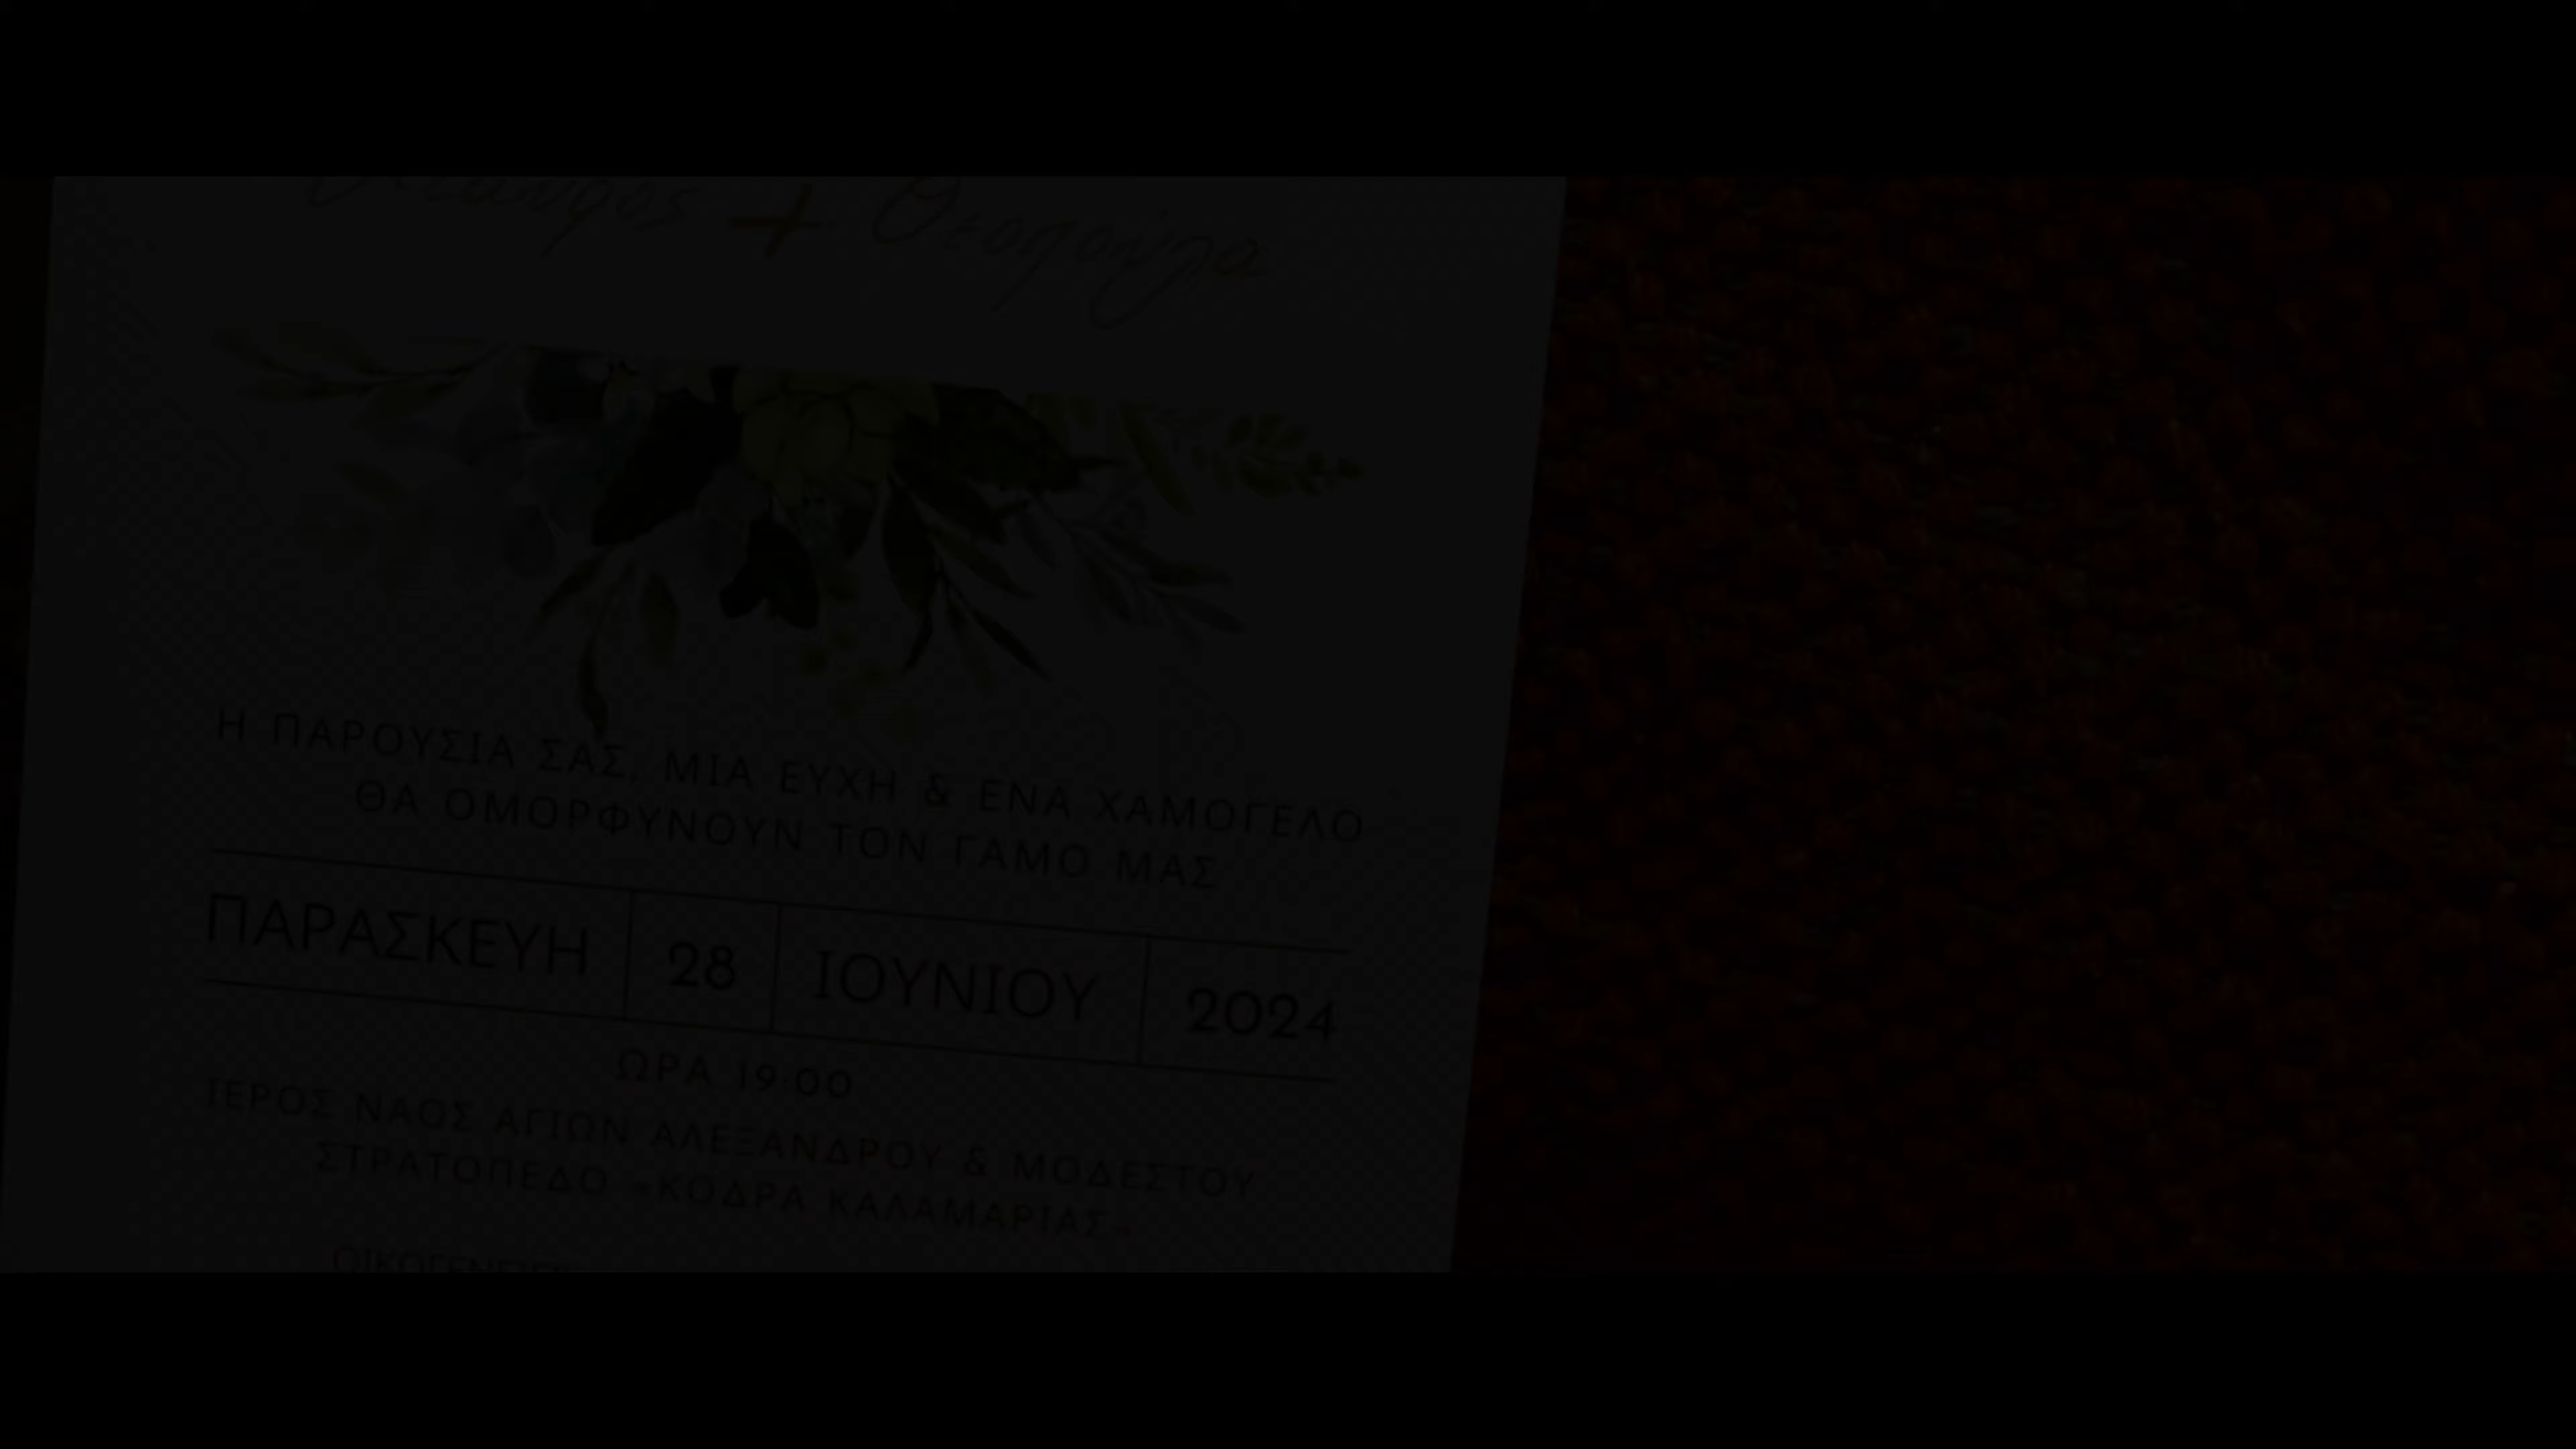 + Θεοπούλα
Η ΠΑΡΟΥΣΙΑ ΣΑΣ, ΜΙΑ ΕΥΧΗ & ΕΝΑ ΧΑΜΟΓΕΛΟ
ΘΑ ΟΜΟΡΦΥΝΟΥΝ ΤΟΝ ΓΑΜΟ ΜΑΣ
ΠΑΡΑΣΚΕΥΗ 28 ΙΟΥΝΙΟΥ 2024
ΩΡΑ 19:00
ΙΕΡΟΣ ΝΑΟΣ ΑΓΙΩΝ ΑΛΕΞΑΝΔΡΟΥ & ΜΟΔΕΣΤΟΥ
ΣΤΡΑΤΟΠΕΔΟ «ΚΟΔΡΑ ΚΑΛΑΜΑΡΙΑΣ»